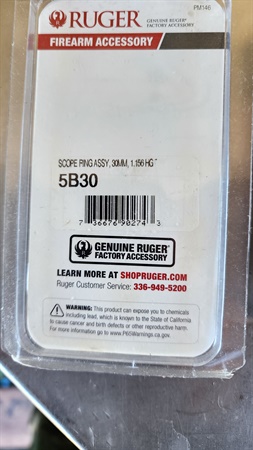 PM146
RUGER GENUINE RUGER
FACTORY ACCESSORY
FIREARM ACCESSORY
SCOPE RING ASSY, 30MM, 1.156 HG
5B30
7 36676 90274 3
GENUINE RUGER
FACTORY ACCESSORY
LEARN MORE AT SHOPRUGER.COM
Ruger Customer Service: 336-949-5200
WARNING: This product can expose you to chemicals
including lead, which is known to the State of California
to cause cancer and birth defects or other reproductive harm.
For more information go to www.P65Warnings.ca.gov.